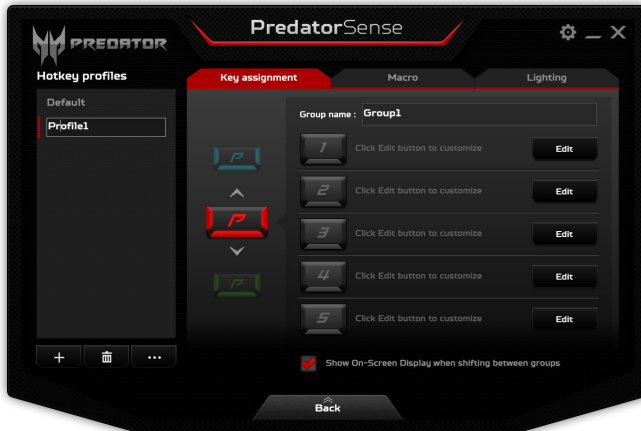 PREDATOR
PredatorSense
Hotkey profiles
Default
Profile1
Key assignment
Macro
Lighting
Group name : Group1
1 Click Edit button to customize Edit
2 Click Edit button to customize Edit
3 Click Edit button to customize Edit
4 Click Edit button to customize Edit
5 Click Edit button to customize Edit
Show On-Screen Display when shifting between groups
Back